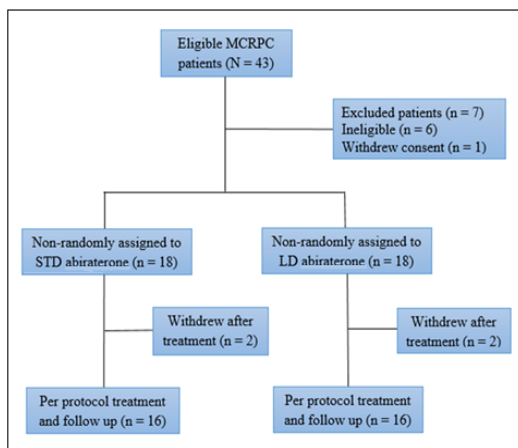 Eligible MCRPC
patients (N = 43)
Excluded patients (n = 7)
Ineligible (n = 6)
Withdrew consent (n = 1)
Non-randomly assigned to
STD abiraterone (n = 18)
Non-randomly assigned to
LD abiraterone (n = 18)
Withdrew after
treatment (n = 2)
Withdrew after
treatment (n = 2)
Per protocol treatment
and follow up (n = 16)
Per protocol treatment
and follow up (n = 16)